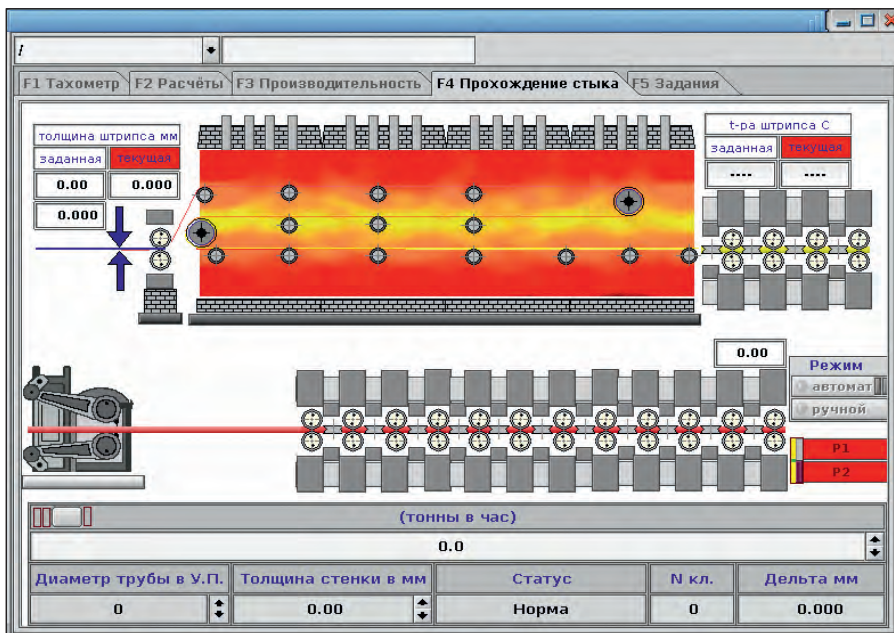 F1 Тахометр F2 Расчёты F3 Производительность F4 Прохождение стыка F5 Задания
толщина штрипса мм
заданная текущая
0.00 0.000
0.000
t-ра штрипса С
заданная текущая
---- ----
0.00
Режим
автомат
ручной
P1
P2
(тонны в час)
0.0
Диаметр трубы в У.П. Толщина стенки в мм Статус N кл. Дельта мм
0 0.00 Норма 0 0.000